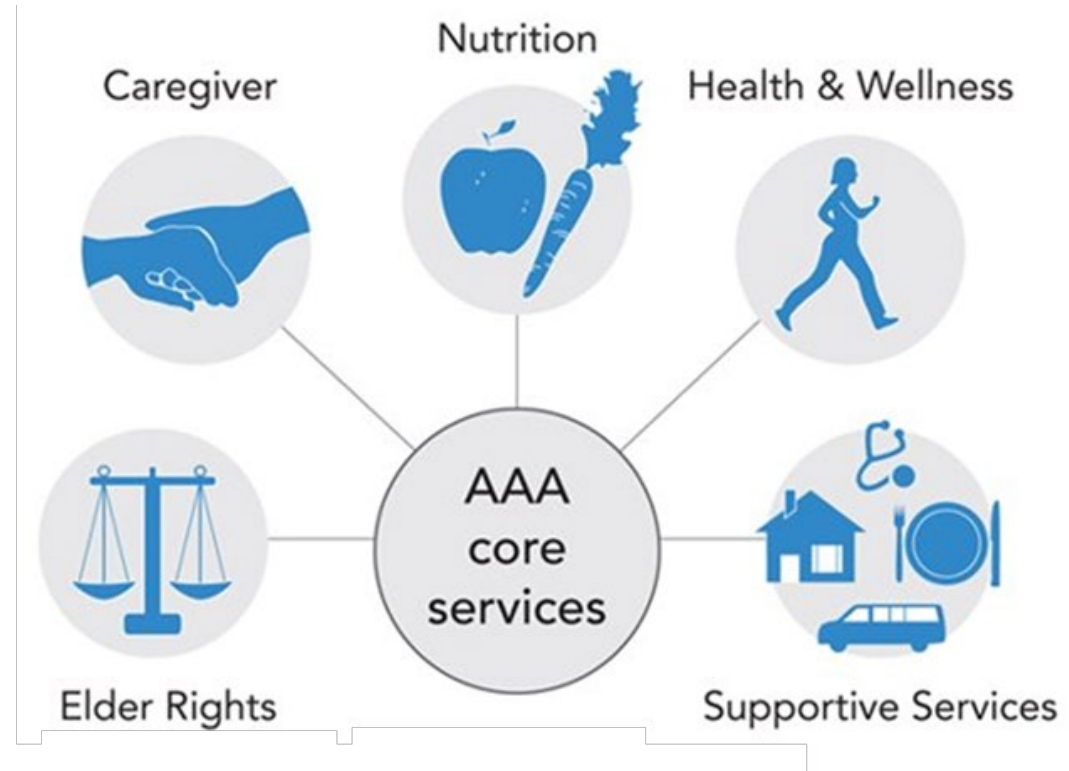 Nutrition
Caregiver
Health & Wellness
AAA
core
services
Elder Rights
Supportive Services